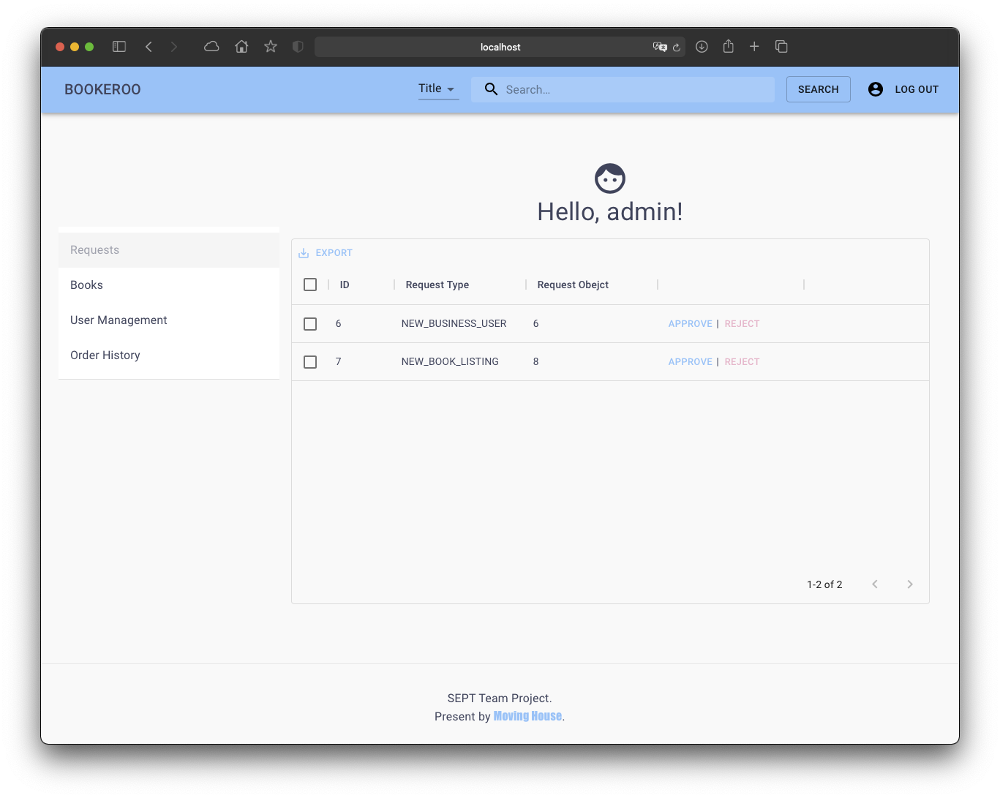 localhost
BOOKEROO Title Search... SEARCH LOG OUT
Hello, admin!
Requests
Books
User Management
Order History
EXPORT
ID Request Type Request Obejct
6 NEW_BUSINESS_USER 6 APPROVE | REJECT
7 NEW_BOOK_LISTING 8 APPROVE | REJECT
1-2 of 2
SEPT Team Project.
Present by Moving House.